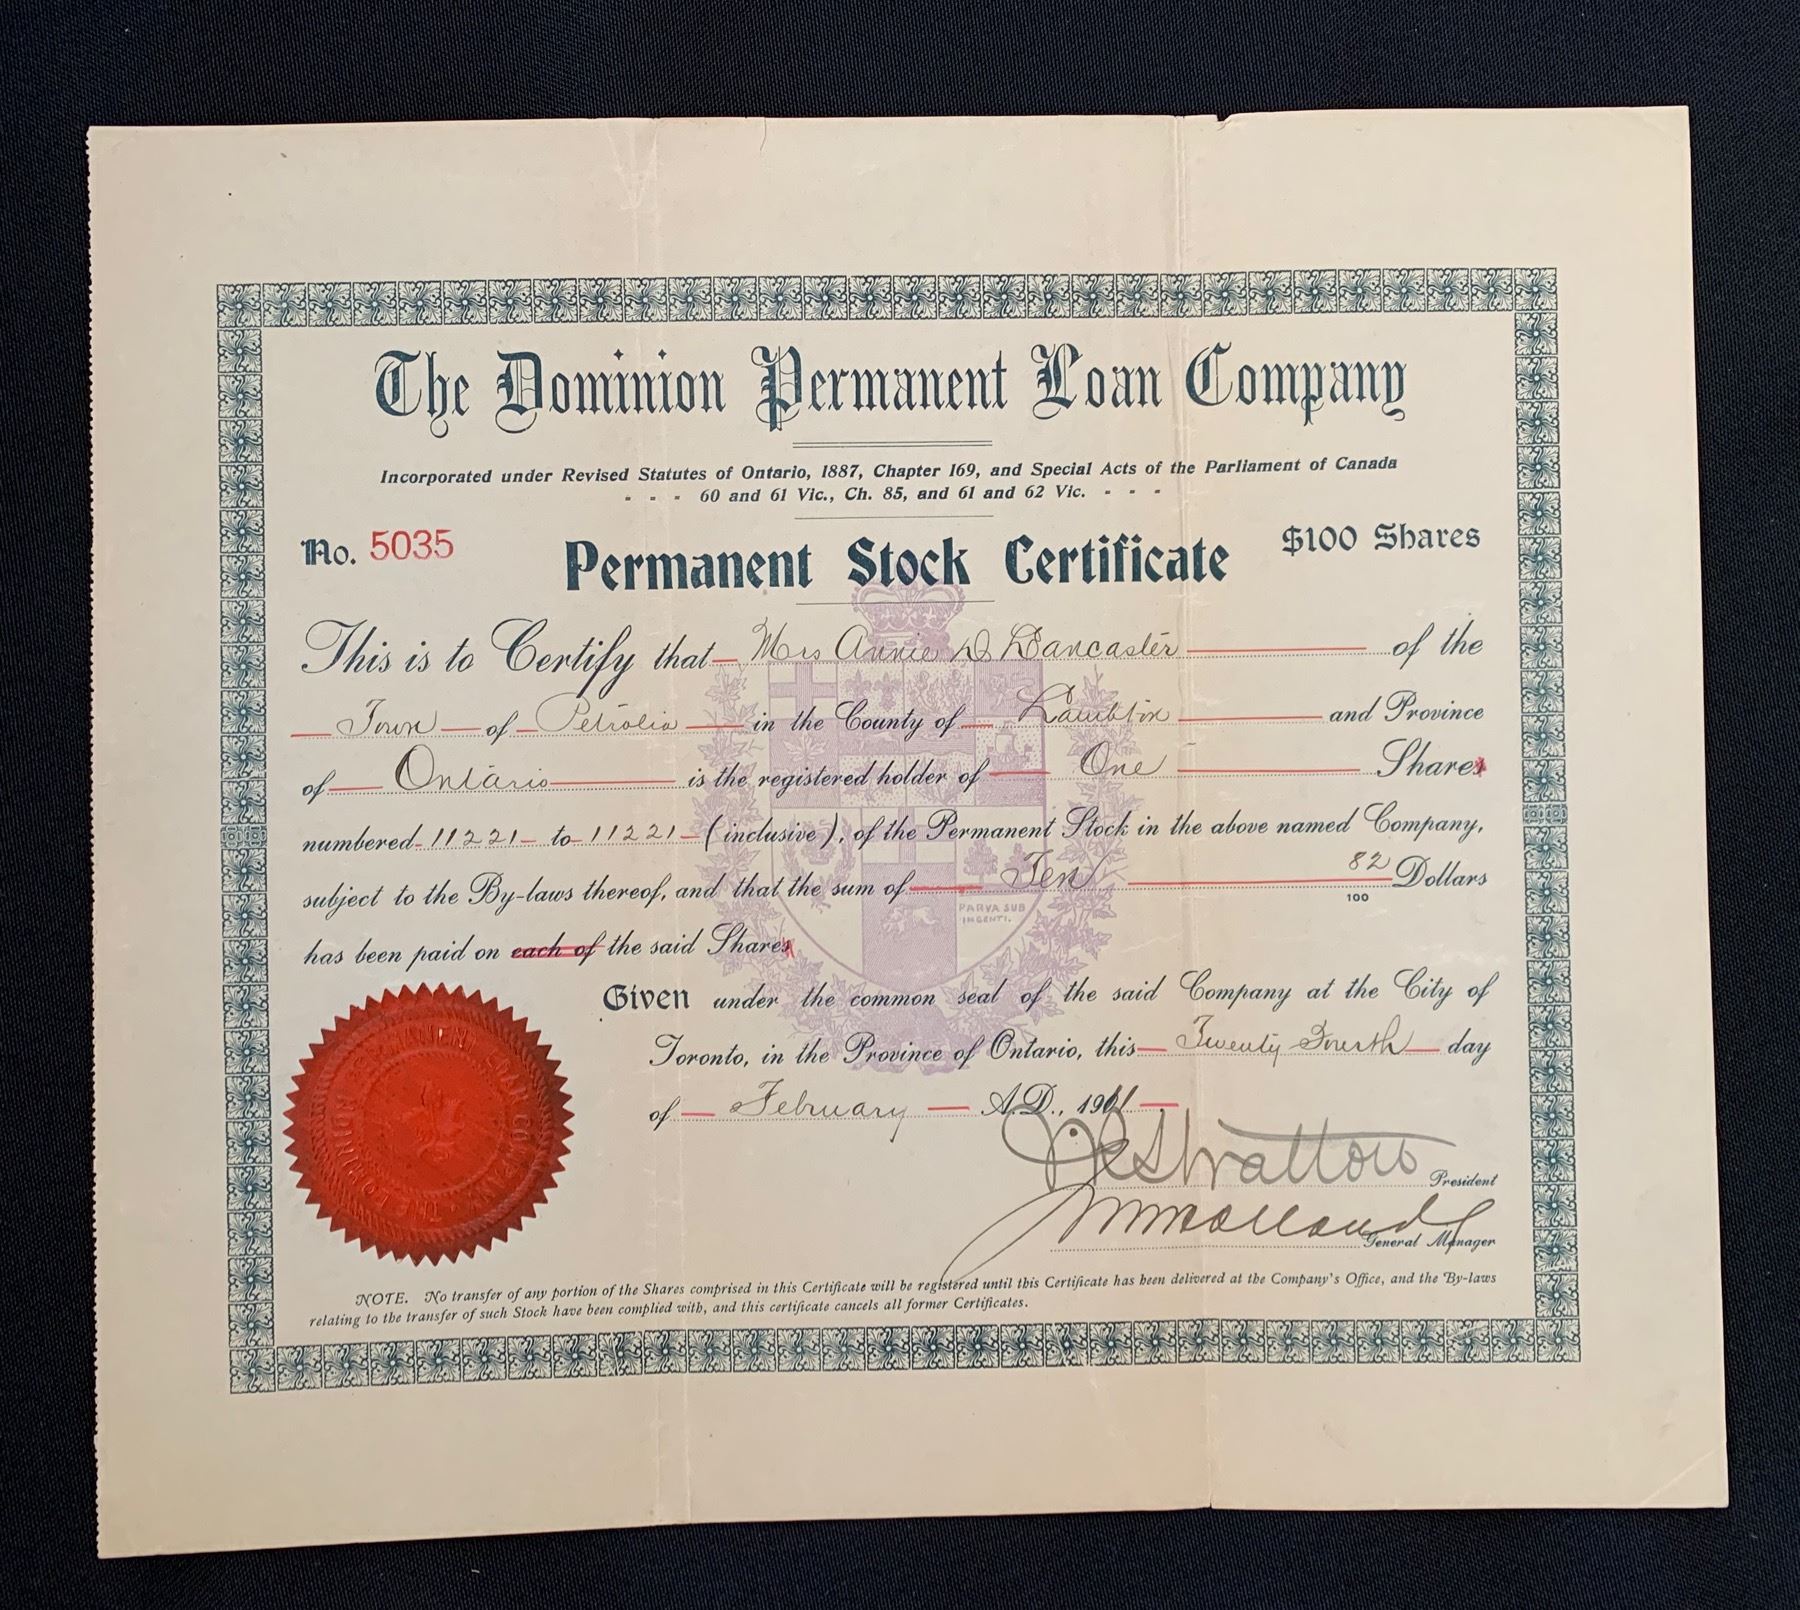 The Dominion Permanent Loan Company
Incorporated under Revised Statutes of Ontario, 1887, Chapter 169, and Special Acts of the Parliament of Canada
- - - 60 and 61 Vic., Ch. 85, and 61 and 62 Vic. - - -
No. 5035
Permanent Stock Certificate
$100 Shares
This is to Certify that Mrs Annie D Lancaster of the
Town of Petrolia in the County of Lambton and Province
of Ontario is the registered holder of One Shares
numbered 11221 to 11221 (inclusive), of the Permanent Stock in the above named Company,
subject to the By-laws thereof, and that the sum of Ten 82/100 Dollars
PARVA SUB
INGENTI.
has been paid on each of the said Shares
Given under the common seal of the said Company at the City of
Toronto, in the Province of Ontario, this Twenty Fourth day
of February A.D., 1911
J R Stratton
President
General Manager
THE DOMINION PERMANENT LOAN COMPANY
NOTE. No transfer of any portion of the Shares comprised in this Certificate will be registered until this Certificate has been delivered at the Company's Office, and the By-laws
relating to the transfer of such Stock have been complied with, and this certificate cancels all former Certificates.